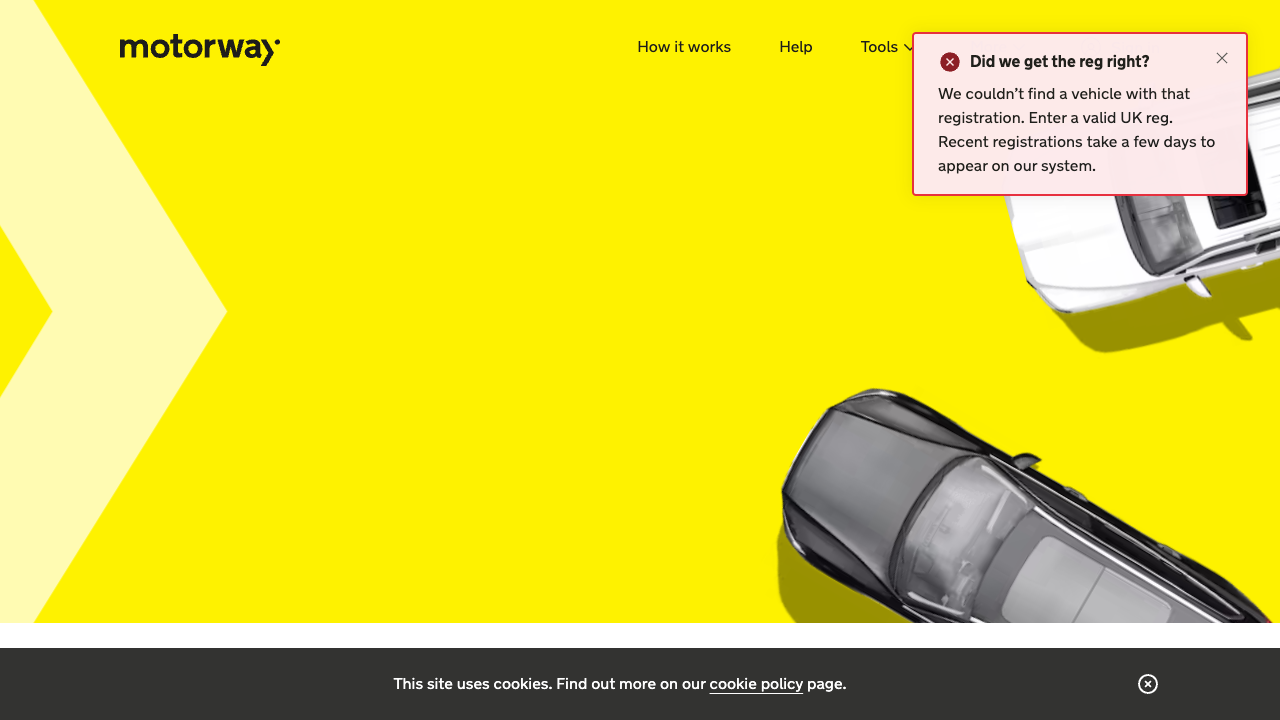 motorway
How it works
Help
Tools
Did we get the reg right?
We couldn’t find a vehicle with that
registration. Enter a valid UK reg.
Recent registrations take a few days to
appear on our system.
This site uses cookies. Find out more on our cookie policy page.